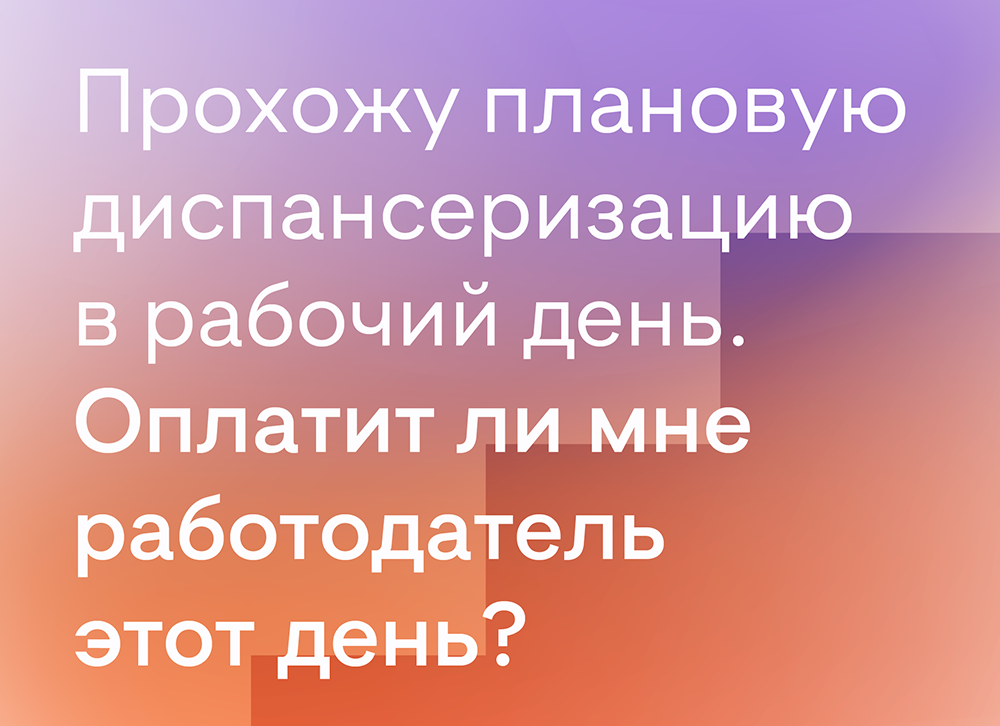 Прохожу плановую
диспансеризацию
в рабочий день.
Оплатит ли мне
работодатель
этот день?